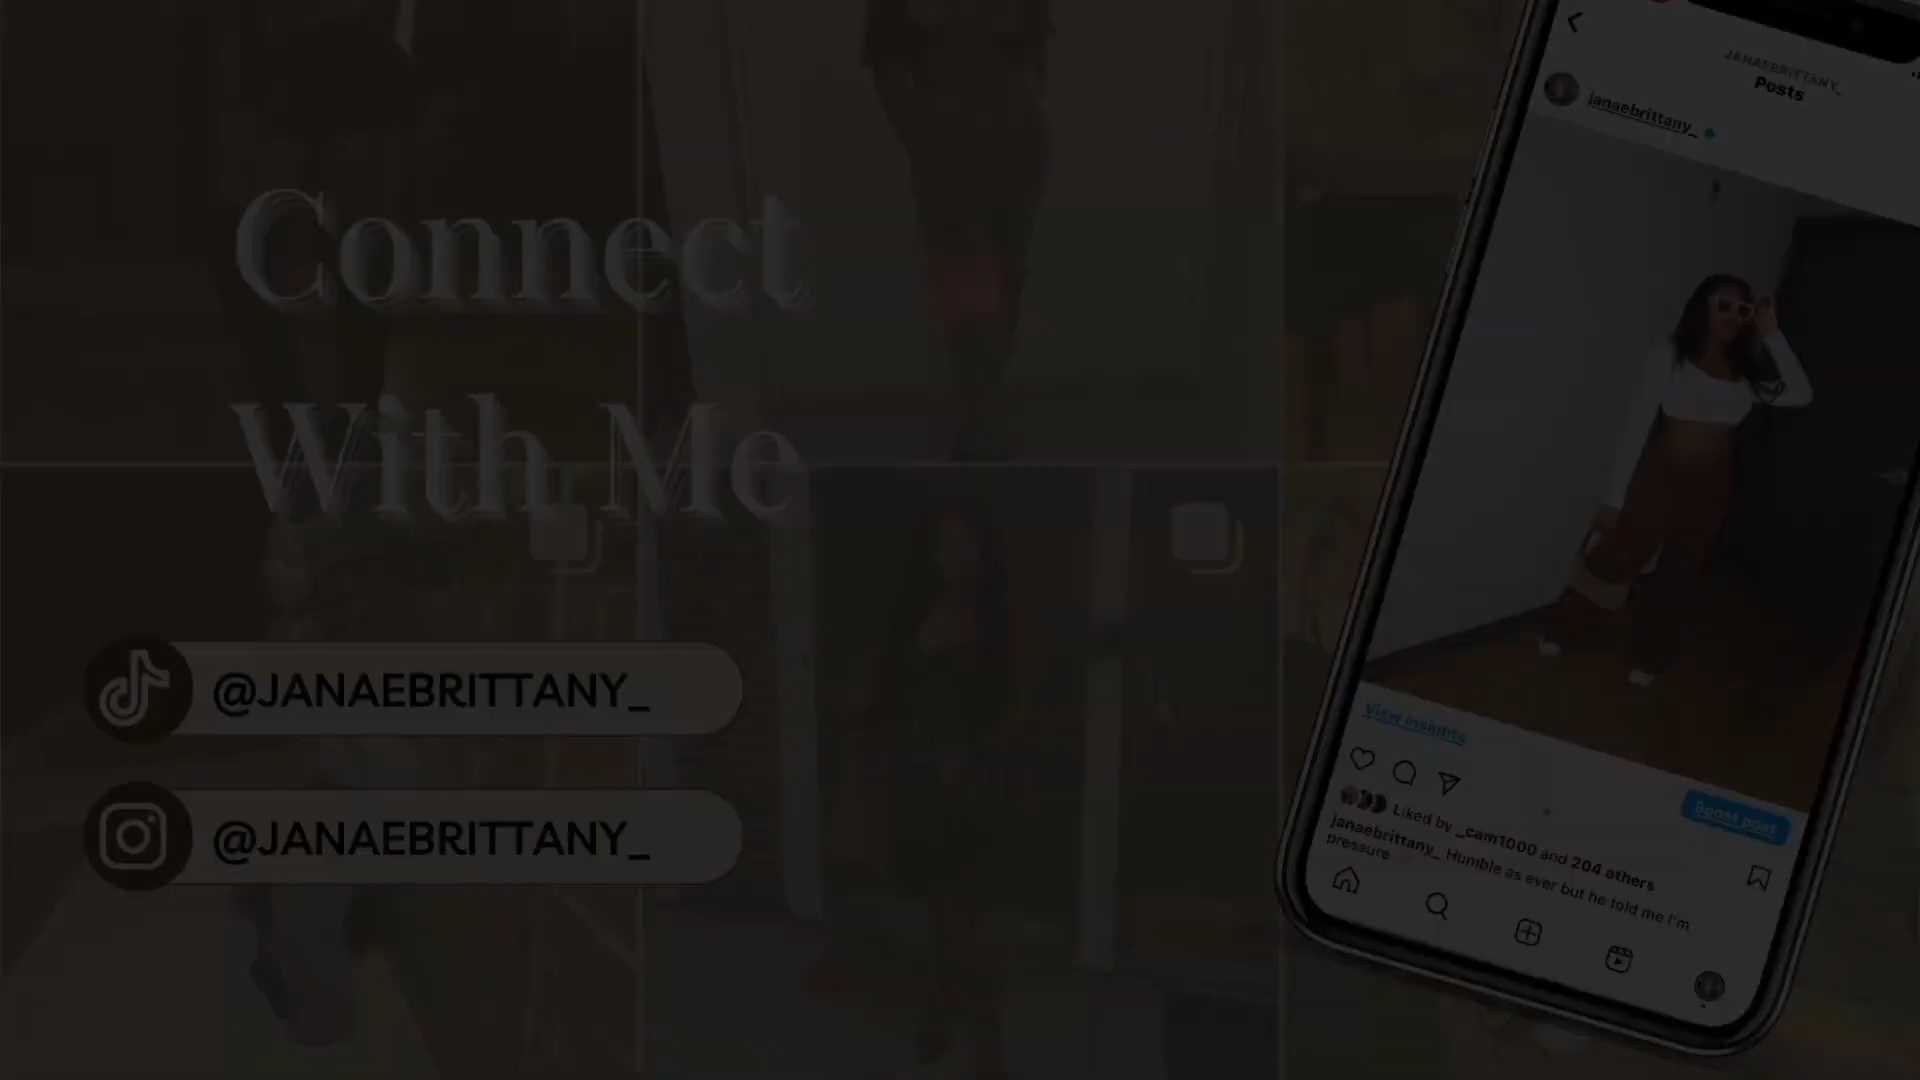 Connect
With Me
@JANAEBRITTANY_
@JANAEBRITTANY_
JANAEBRITTANY_
Posts
janaebrittany_
View insights
Boost post
Liked by _cam1000 and 204 others
janaebrittany_ Humble as ever but he told me I'm
pressure